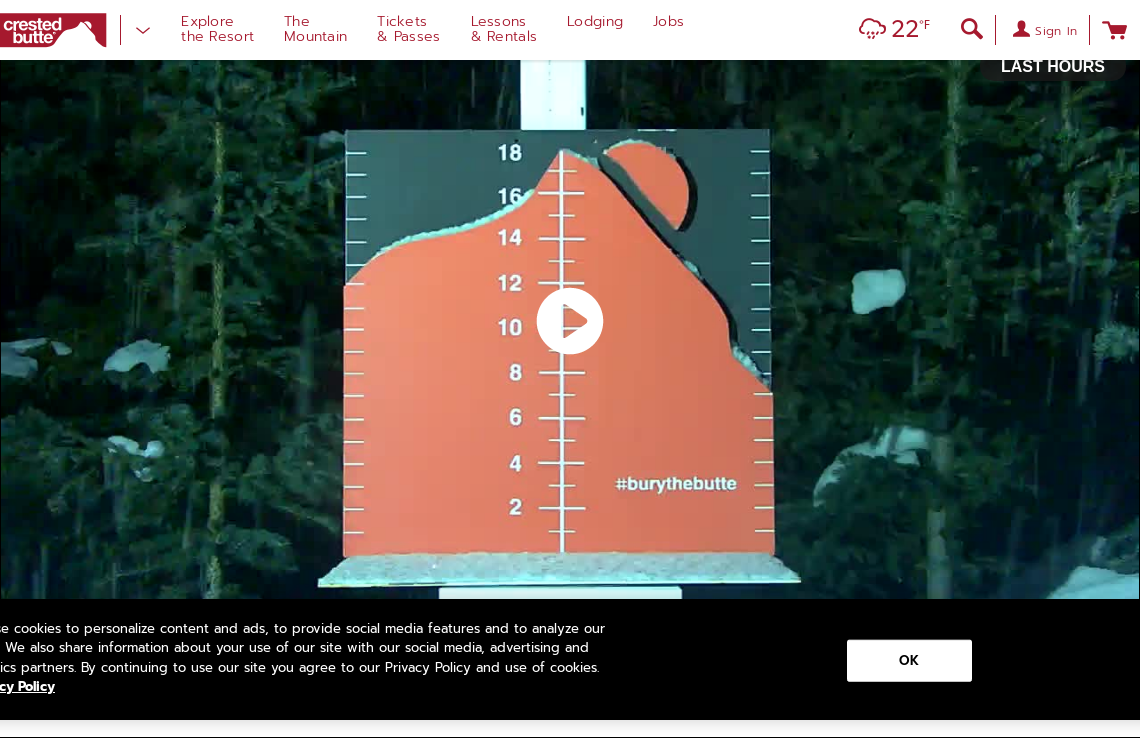 crested
butte
Explore
the Resort
The
Mountain
Tickets
& Passes
Lessons
& Rentals
Lodging
Jobs
22°F
Sign In
LAST HOURS
18
16
14
12
10
8
6
4
2
#burythebutte
cookies to personalize content and ads, to provide social media features and to analyze our
We also share information about your use of our site with our social media, advertising and
partners. By continuing to use our site you agree to our Privacy Policy and use of cookies.
Policy
OK